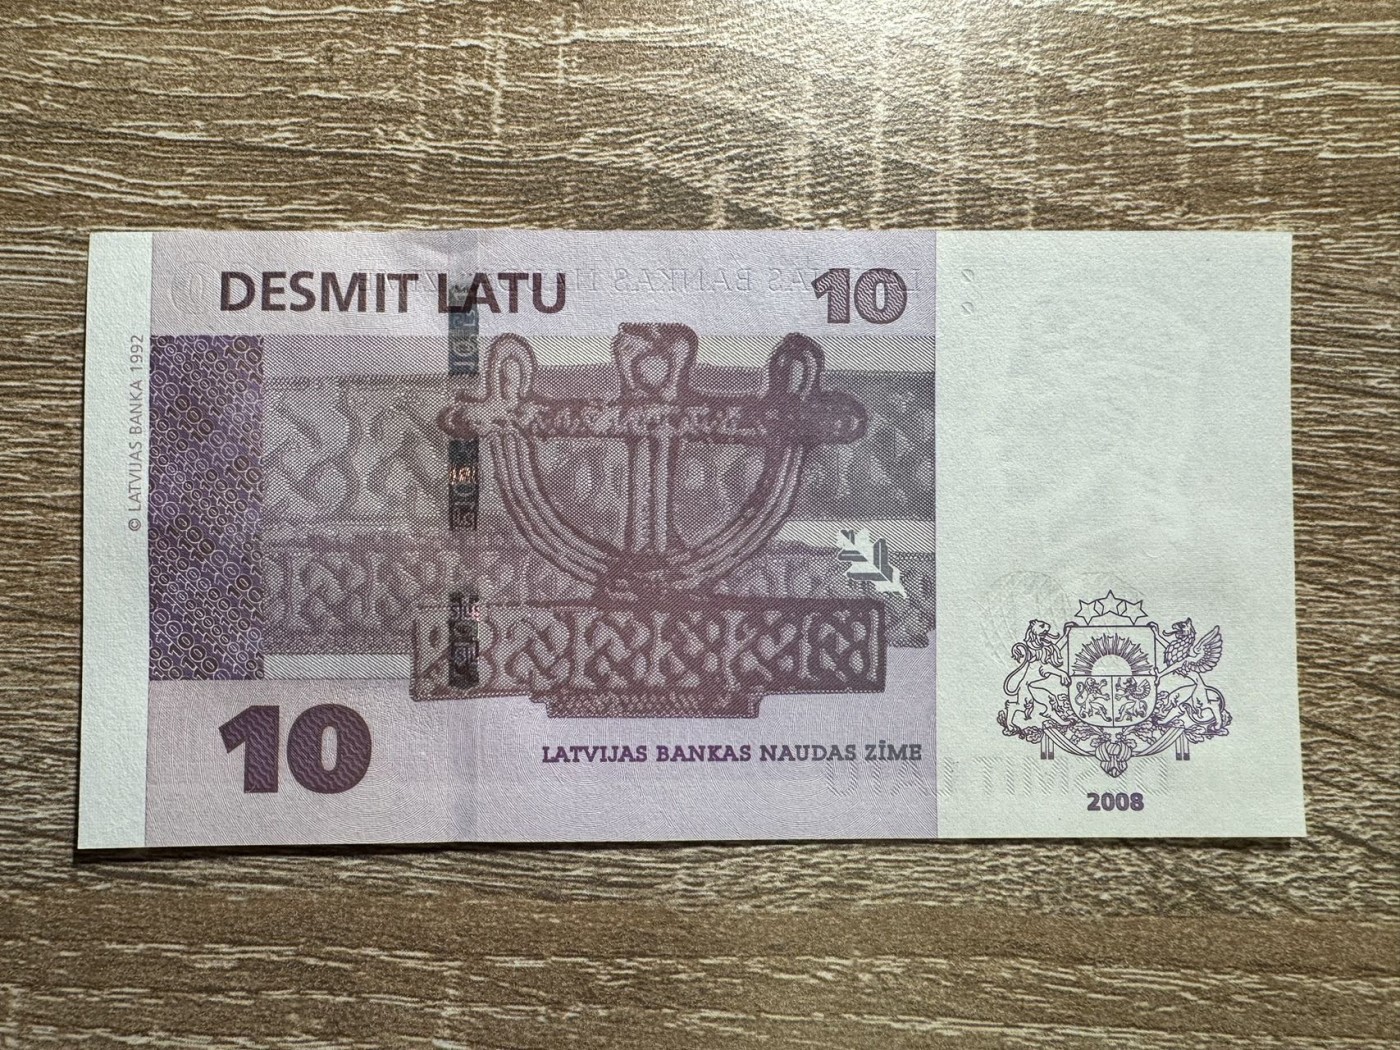 DESMIT LATU
10
© LATVIJAS BANKA 1992
10
LATVIJAS BANKAS NAUDAS ZĪME
2008